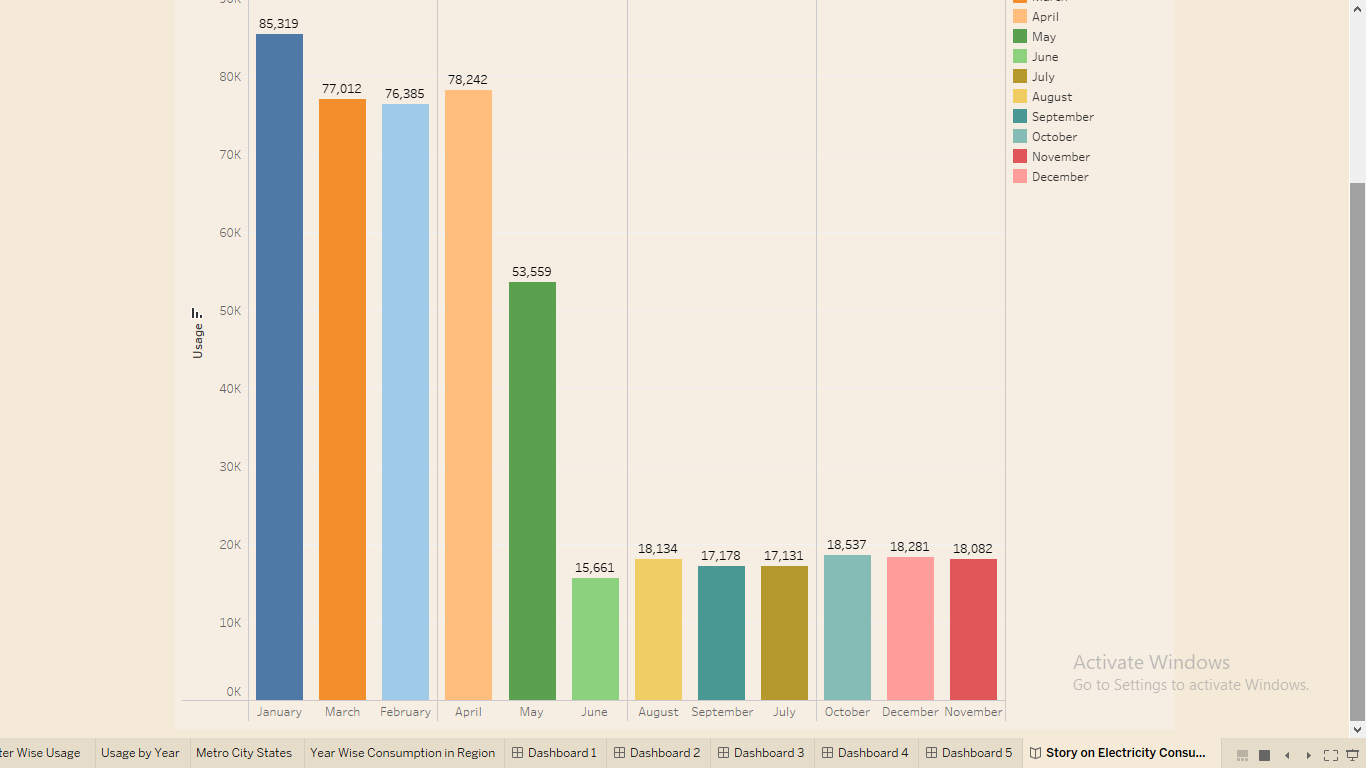 85,319
77,012
76,385
78,242
53,559
15,661
18,134
17,178
17,131
18,537
18,281
18,082
80K
70K
60K
50K
40K
30K
20K
10K
0K
Usage
January March February April May June August September July October December November
April
May
June
July
August
September
October
November
December
Activate Windows
Go to Settings to activate Windows.
Wise Usage Usage by Year Metro City States Year Wise Consumption in Region Dashboard 1 Dashboard 2 Dashboard 3 Dashboard 4 Dashboard 5 Story on Electricity Consu...